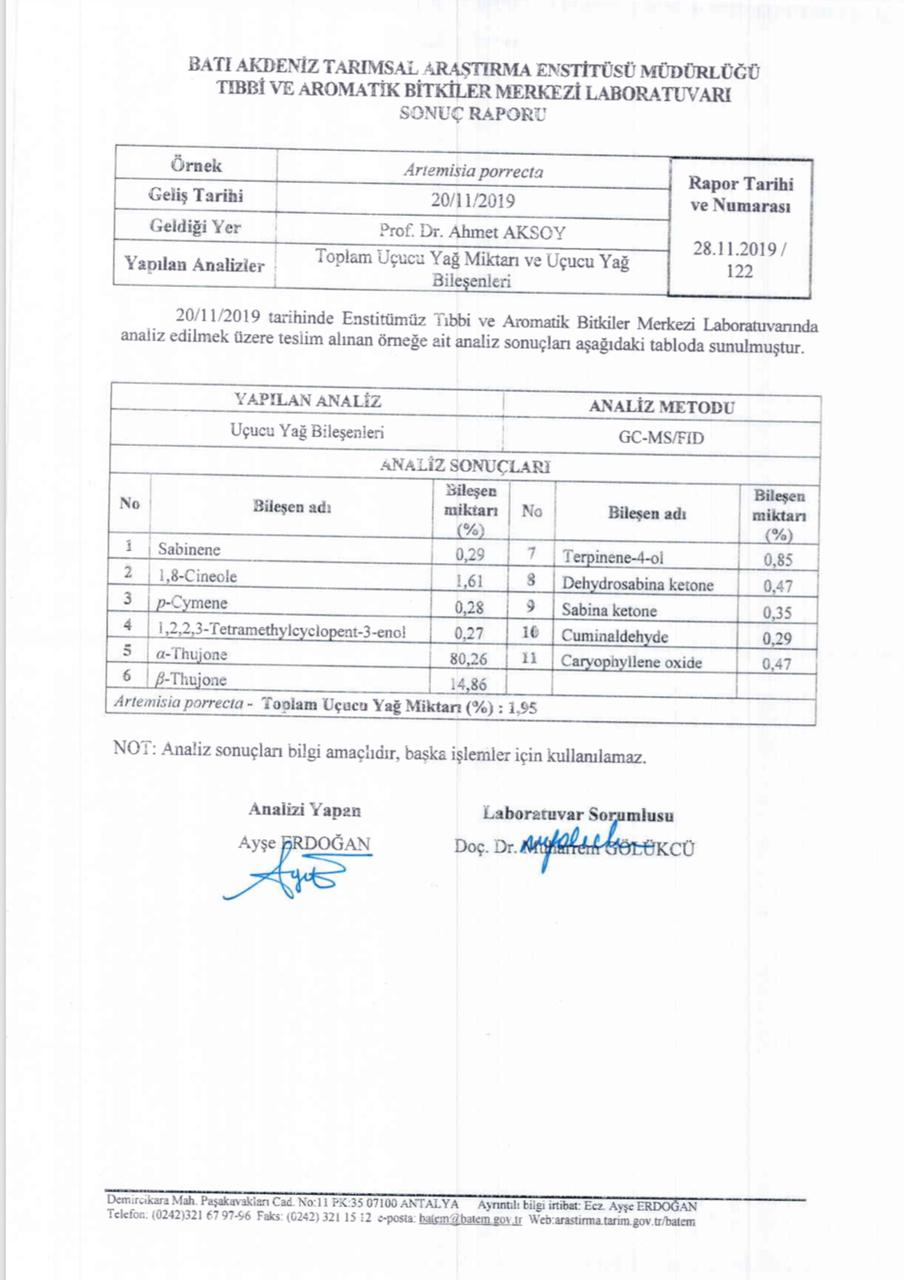 BATI AKDENİZ TARIMSAL ARAŞTIRMA ENSTİTÜSÜ MÜDÜRLÜĞÜ
TIBBİ VE AROMATİK BİTKİLER MERKEZİ LABORATUVARI
SONUÇ RAPORU
Örnek Artemisia porrecta
Geliş Tarihi 20/11/2019
Geldiği Yer Prof. Dr. Ahmet AKSOY
Yapılan Analizler Toplam Uçucu Yağ Miktarı ve Uçucu Yağ
Bileşenleri
Rapor Tarihi
ve Numarası
28.11.2019 /
122
20/11/2019 tarihinde Enstitümüz Tıbbi ve Aromatik Bitkiler Merkezi Laboratuvarında
analiz edilmek üzere teslim alınan örneğe ait analiz sonuçları aşağıdaki tabloda sunulmuştur.
YAPILAN ANALİZ ANALİZ METODU
Uçucu Yağ Bileşenleri GC-MS/FID
ANALİZ SONUÇLARI
No Bileşen adı Bileşen miktarı (%) No Bileşen adı Bileşen miktarı (%)
1 Sabinene 0,29 7 Terpinene-4-ol 0,85
2 1,8-Cineole 1,61 8 Dehydrosabina ketone 0,47
3 p-Cymene 0,28 9 Sabina ketone 0,35
4 1,2,2,3-Tetramethylcyclopent-3-enol 0,27 10 Cuminaldehyde 0,29
5 α-Thujone 80,26 11 Caryophyllene oxide 0,47
6 β-Thujone 14,86
Artemisia porrecta - Toplam Uçucu Yağ Miktarı (%) : 1,95
NOT: Analiz sonuçları bilgi amaçlıdır, başka işlemler için kullanılamaz.
Analizi Yapan
Ayşe ERDOĞAN
Laboratuvar Sorumlusu
Doç. Dr. Muharrem GÖLÜKCÜ
Demircikara Mah. Paşakavakları Cad. No:11 PK:35 07100 ANTALYA Ayrıntılı bilgi irtibat: Ecz. Ayşe ERDOĞAN
Telefon: (0242)321 67 97-96 Faks: (0242) 321 15 12 e-posta: batem@batem.gov.tr Web:arastirma.tarim.gov.tr/batem